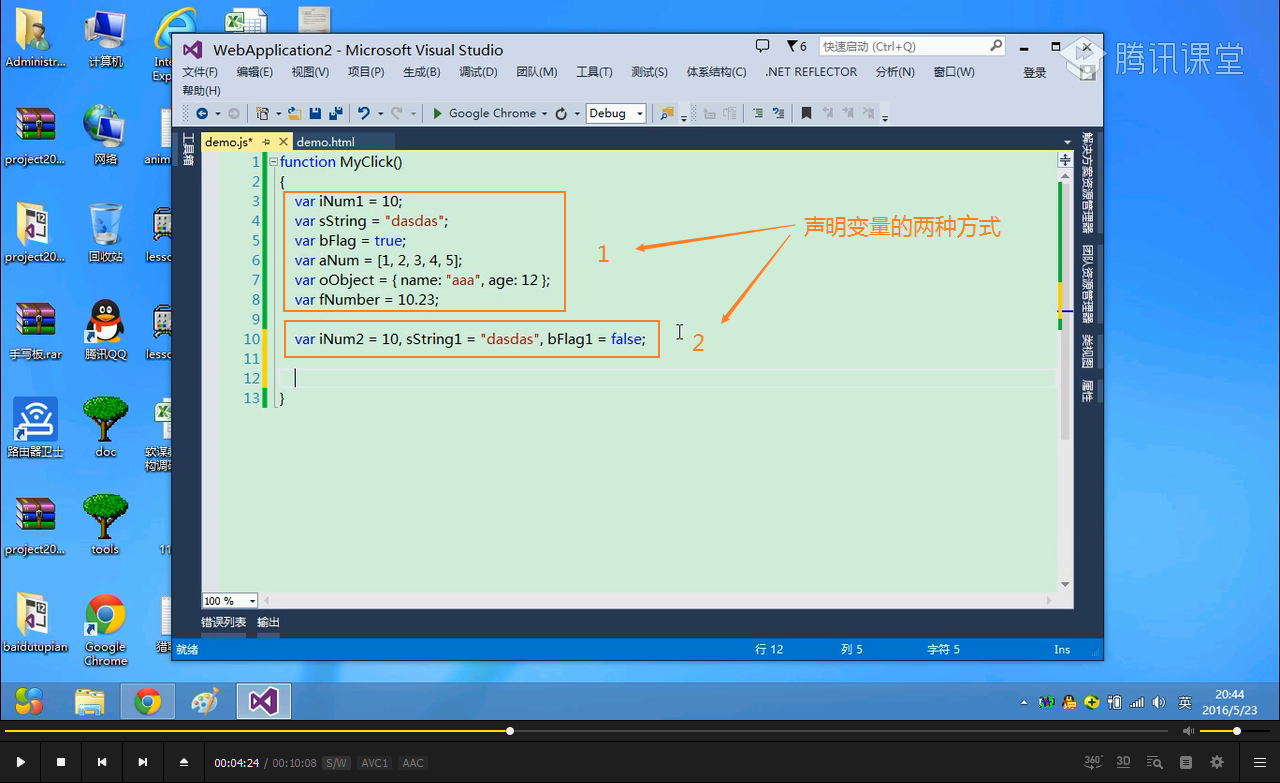 Administr...
计算机
Inte
Exp
project20...
网络
anim
project20...
回收站
lesso
手写板.rar
腾讯QQ
lesso
路由器卫士
doc
软谋教
构调研
project20...
tools
11
baidutupian
Google
Chrome
猎聘
腾讯课堂
WebApplication2 - Microsoft Visual Studio
6
快速启动 (Ctrl+Q)
文件(F) 编辑(E) 视图(V) 项目(P) 生成(B) 调试(D) 团队(M) 工具(T) 测试(S) 体系结构(C) .NET REFLECTOR 分析(N) 窗口(W) 登录
帮助(H)
Google Chrome Debug
工具箱
demo.js* demo.html
1 function MyClick()
2 {
3 var iNum1 = 10;
4 var sString = "dasdas";
5 var bFlag = true;
6 var aNum = [1, 2, 3, 4, 5];
7 var oObject = { name: "aaa", age: 12 };
8 var fNumber = 10.23;
9
10 var iNum2 = 10, sString1 = "dasdas", bFlag1 = false;
11
12
13 }
声明变量的两种方式
1
2
解决方案资源管理器
团队资源管理器
类视图
属性
100 %
错误列表 输出
就绪 行 12 列 5 字符 5 Ins
英
20:44
2016/5/23
00:04:24 / 00:10:08 S/W AVC1 AAC
360°
3D